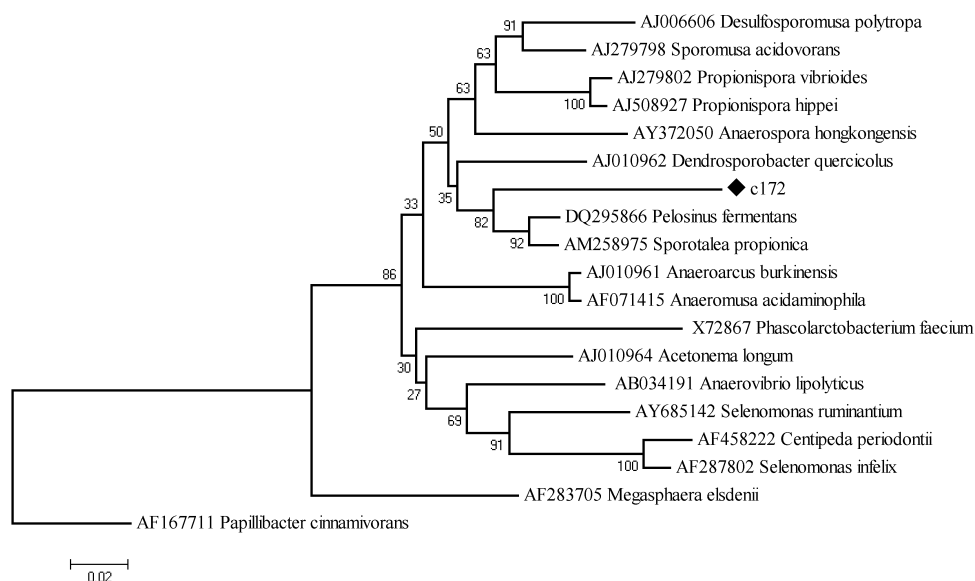 91
AJ006606 Desulfosporomusa polytropa
63
AJ279798 Sporomusa acidovorans
AJ279802 Propionispora vibrioides
63
100
AJ508927 Propionispora hippei
50
AY372050 Anaerospora hongkongensis
AJ010962 Dendrosporobacter quercicolus
35
c172
33
82
DQ295866 Pelosinus fermentans
92
AM258975 Sporotalea propionica
86
AJ010961 Anaeroarcus burkinensis
100
AF071415 Anaeromusa acidaminophila
X72867 Phascolarctobacterium faecium
30
AJ010964 Acetonema longum
27
AB034191 Anaerovibrio lipolyticus
69
AY685142 Selenomonas ruminantium
91
AF458222 Centipeda periodontii
100
AF287802 Selenomonas infelix
AF283705 Megasphaera elsdenii
AF167711 Papillibacter cinnamivorans
0.02